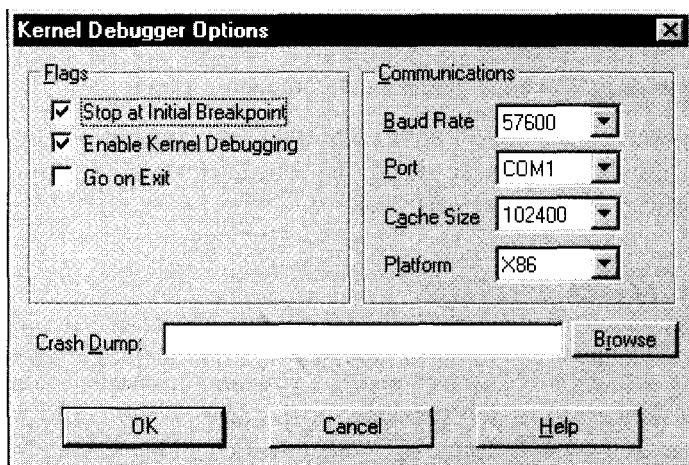 Kernel Debugger Options
Flags
Stop at Initial Breakpoint
Enable Kernel Debugging
Go on Exit
Communications
Baud Rate 57600
Port COM1
Cache Size 102400
Platform X86
Crash Dump: Browse
OK Cancel Help